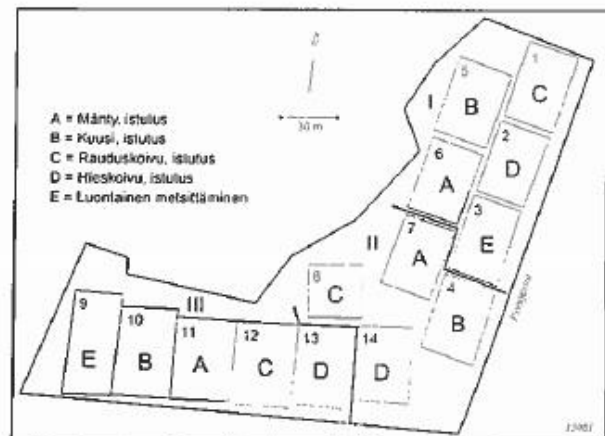 A = Mänty, istutus
B = Kuusi, istutus
C = Rauduskoivu, istutus
D = Hieskoivu, istutus
E = Luontainen metsittäminen
30 m
I
II
III
1
C
2
D
3
E
4
B
5
B
6
A
7
A
8
C
9
E
10
B
11
A
12
C
13
D
14
D